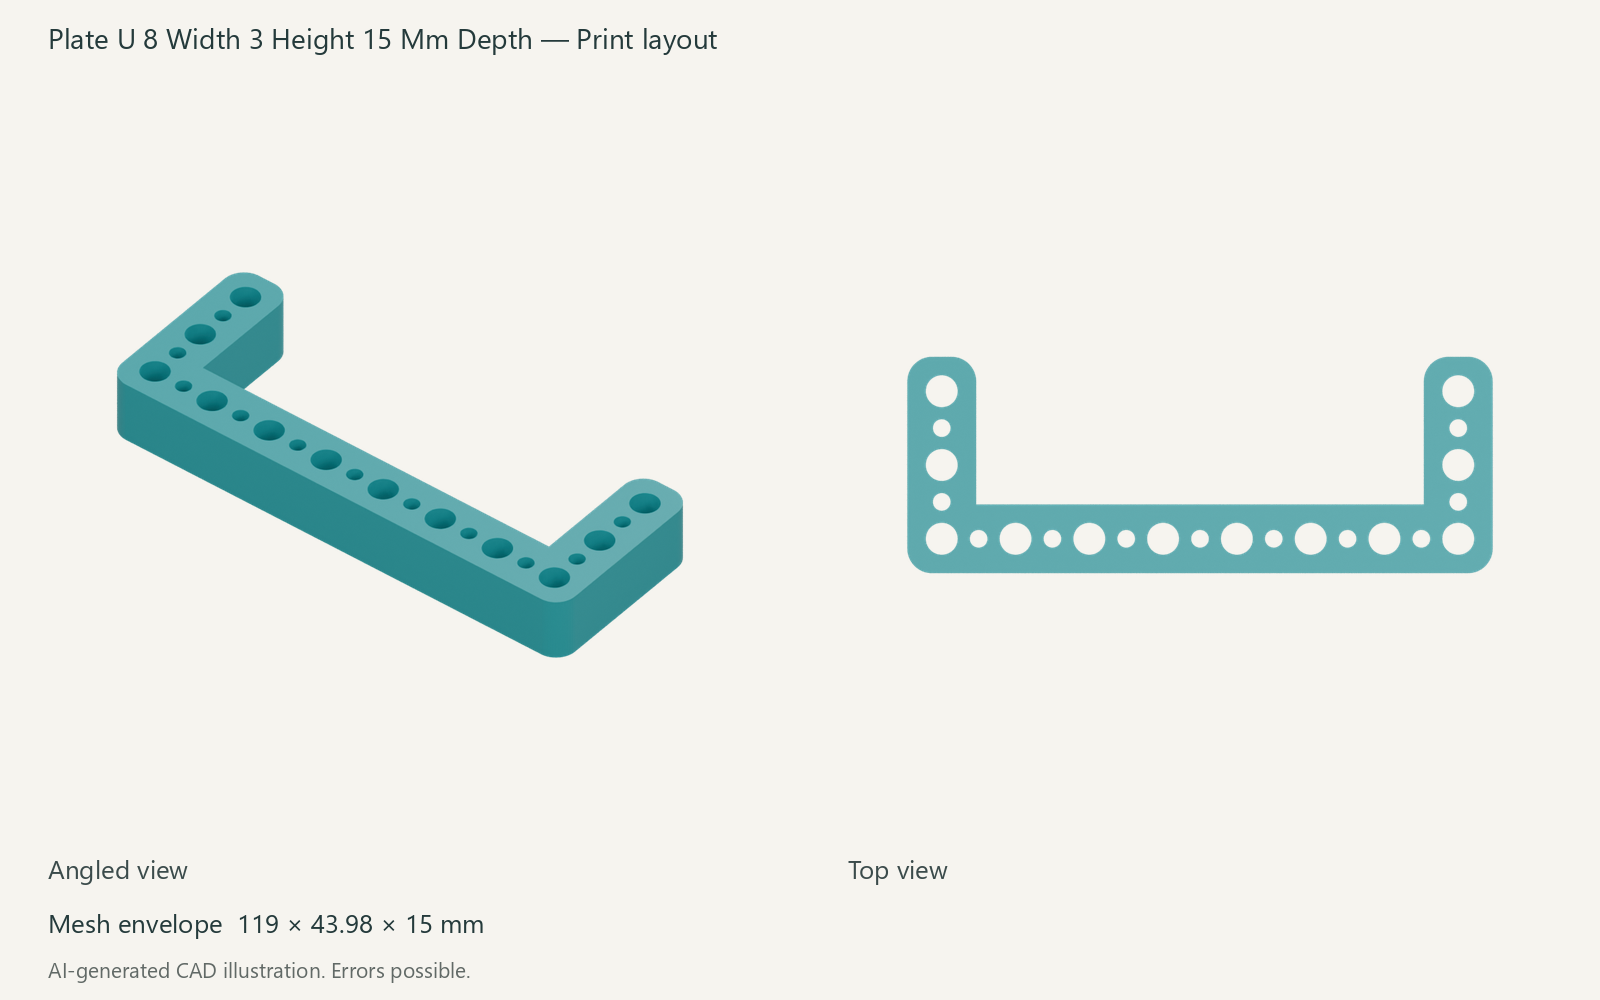 Plate U 8 Width 3 Height 15 Mm Depth — Print layout
Angled view
Top view
Mesh envelope 119 × 43.98 × 15 mm
AI-generated CAD illustration. Errors possible.